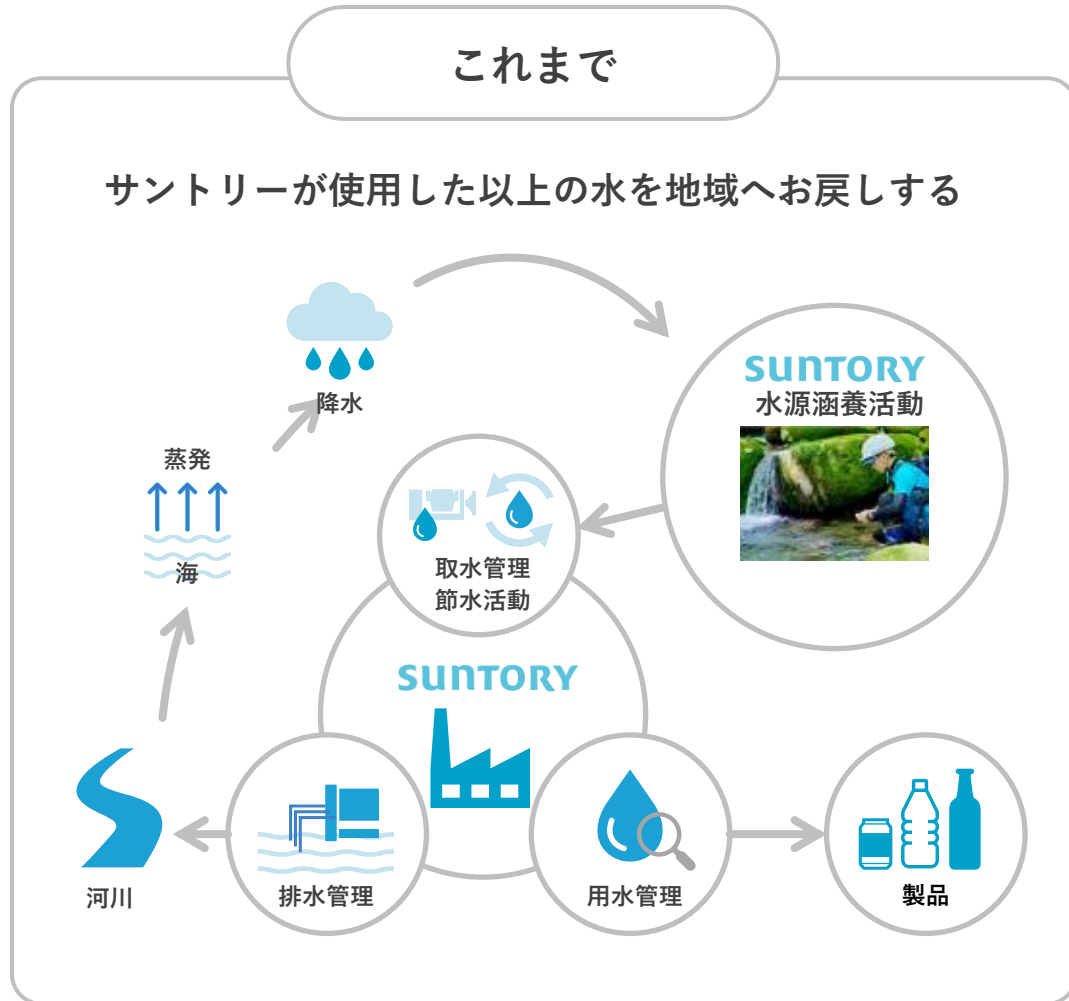 これまで
サントリーが使用した以上の水を地域へお戻しする
降水
SUNTORY
水源涵養活動
蒸発
海
取水管理
節水活動
SUNTORY
河川
排水管理
用水管理
製品